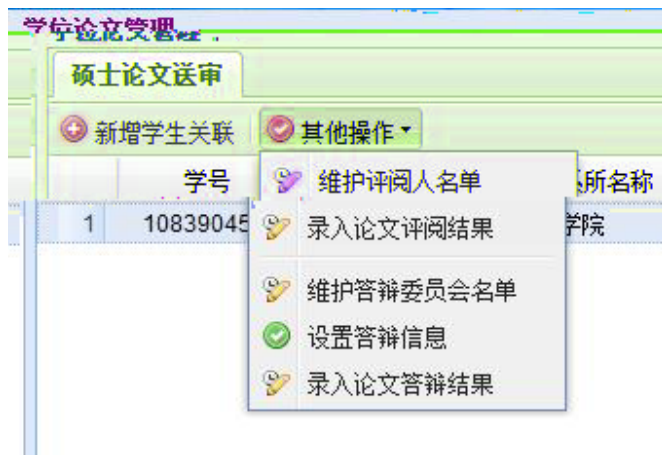 学位论文管理
硕士论文送审
新增学生关联 其他操作
学号 所名称
1 10839045 学院
维护评阅人名单
录入论文评阅结果
维护答辩委员会名单
设置答辩信息
录入论文答辩结果